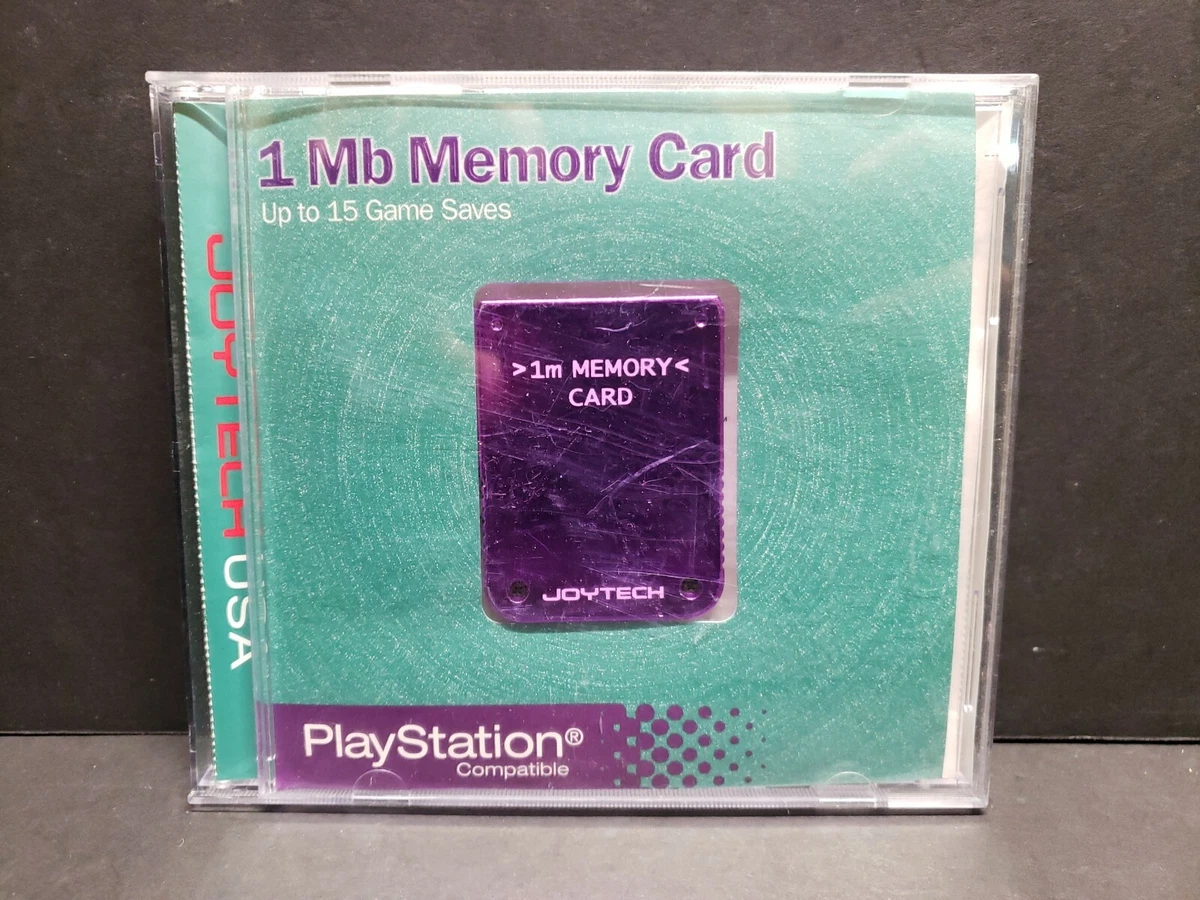 1 Mb Memory Card
Up to 15 Game Saves
JOYTECH USA
>1m MEMORY<
CARD
JOYTECH
PlayStation®
Compatible